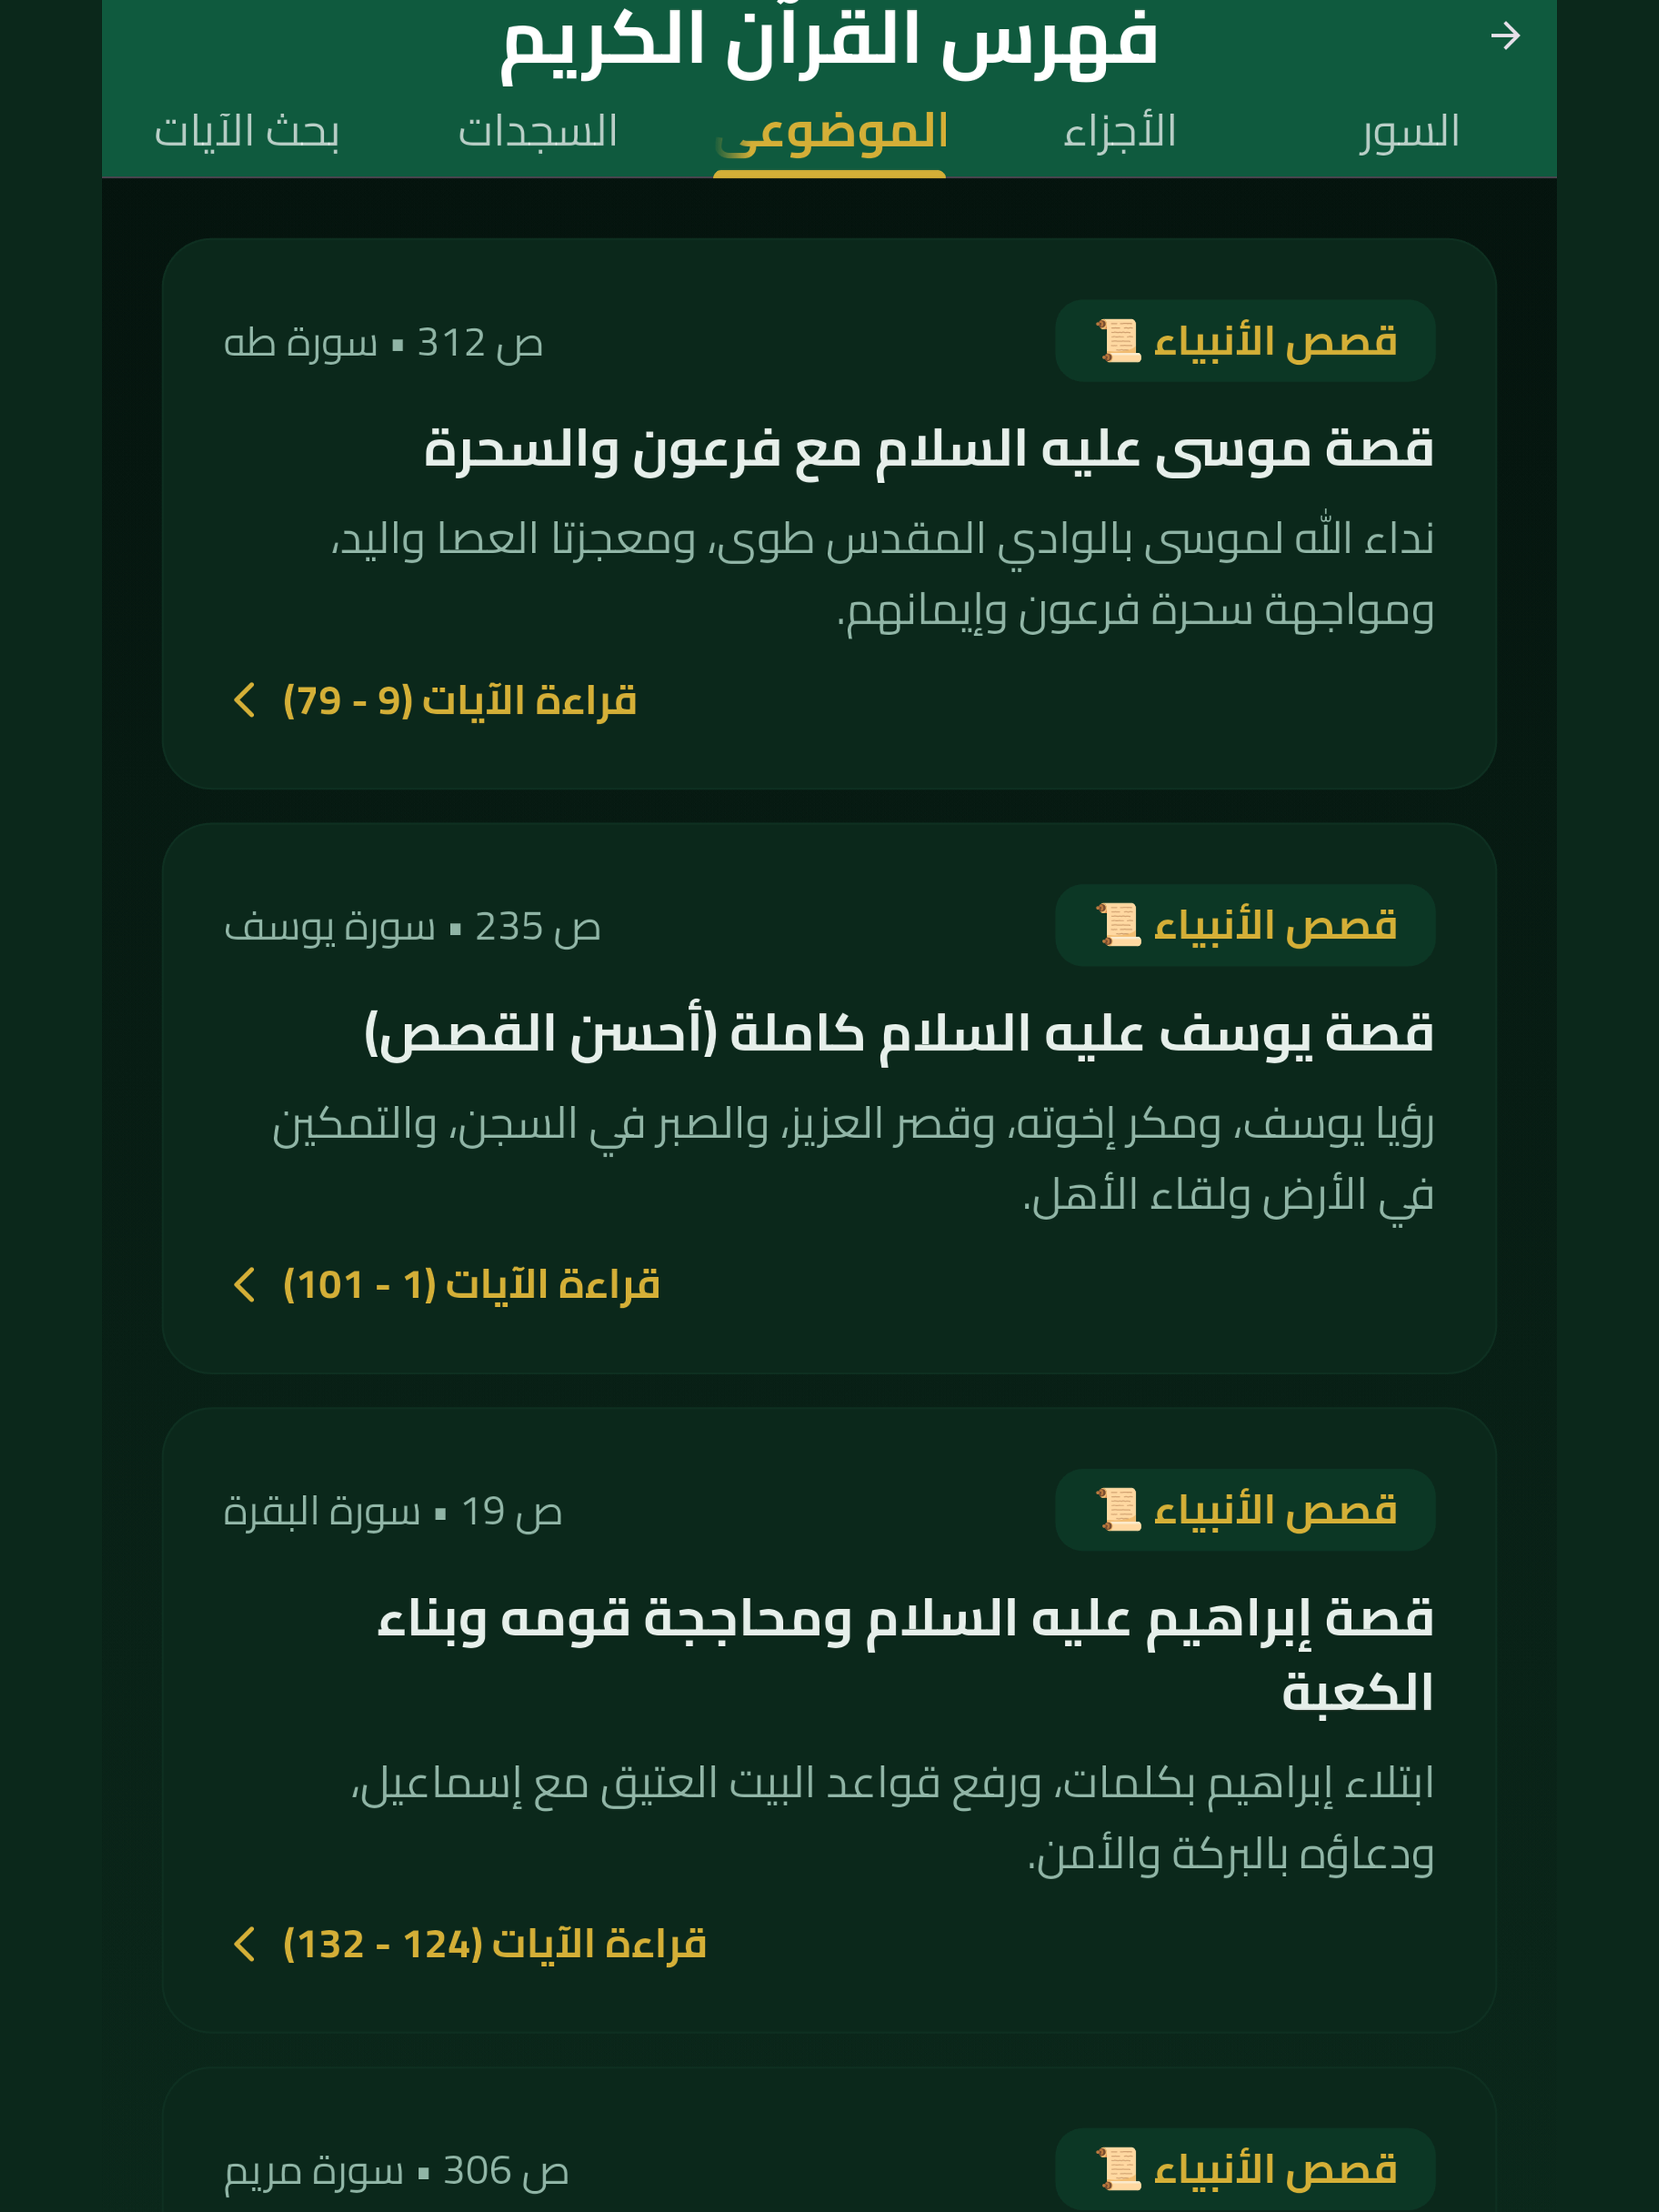 فهرس القرآن الكريم
السور
الأجزاء
الموضوعي
السجدات
بحث الآيات
قصص الأنبياء 📜
ص 312 ▪ سورة طه
قصة موسى عليه السلام مع فرعون والسحرة
نداء الله لموسى بالوادي المقدس طوى، ومعجزتا العصا واليد،
ومواجهة سحرة فرعون وإيمانهم.
قراءة الآيات (9 - 79)
قصص الأنبياء 📜
ص 235 ▪ سورة يوسف
قصة يوسف عليه السلام كاملة (أحسن القصص)
رؤيا يوسف، ومكر إخوته، وقصر العزيز، والصبر في السجن، والتمكين
في الأرض ولقاء الأهل.
قراءة الآيات (1 - 101)
قصص الأنبياء 📜
ص 19 ▪ سورة البقرة
قصة إبراهيم عليه السلام ومحاججة قومه وبناء
الكعبة
ابتلاء إبراهيم بكلمات، ورفع قواعد البيت العتيق مع إسماعيل،
ودعاؤه بالبركة والأمن.
قراءة الآيات (124 - 132)
قصص الأنبياء 📜
ص 306 ▪ سورة مريم